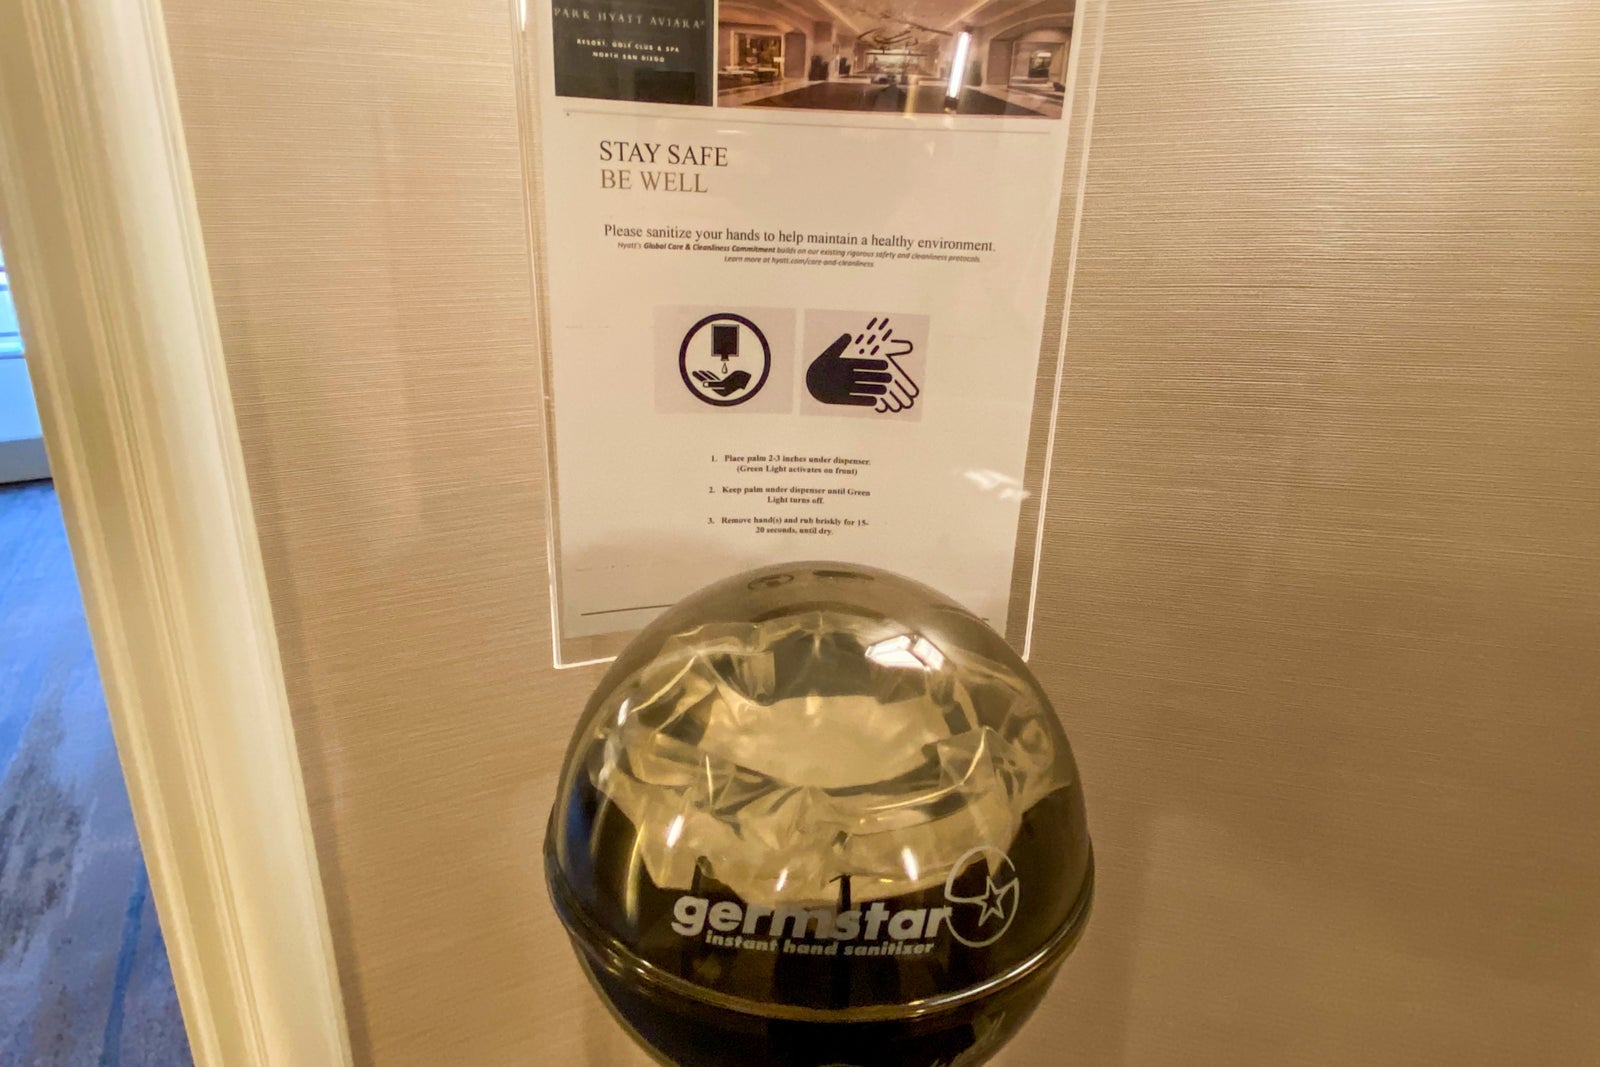 PARK HYATT AVIARA®
RESORT, GOLF CLUB & SPA
NORTH SAN DIEGO
STAY SAFE
BE WELL
Please sanitize your hands to help maintain a healthy environment.
Hyatt's Global Care & Cleanliness Commitment builds on our existing rigorous safety and cleanliness protocols.
Learn more at hyatt.com/care-and-cleanliness
1. Place palm 2-3 inches under dispenser.
(Green Light activates on front)
2. Keep palm under dispenser until Green
Light turns off.
3. Remove hand(s) and rub briskly for 15-
20 seconds, until dry.
germstar
instant hand sanitizer